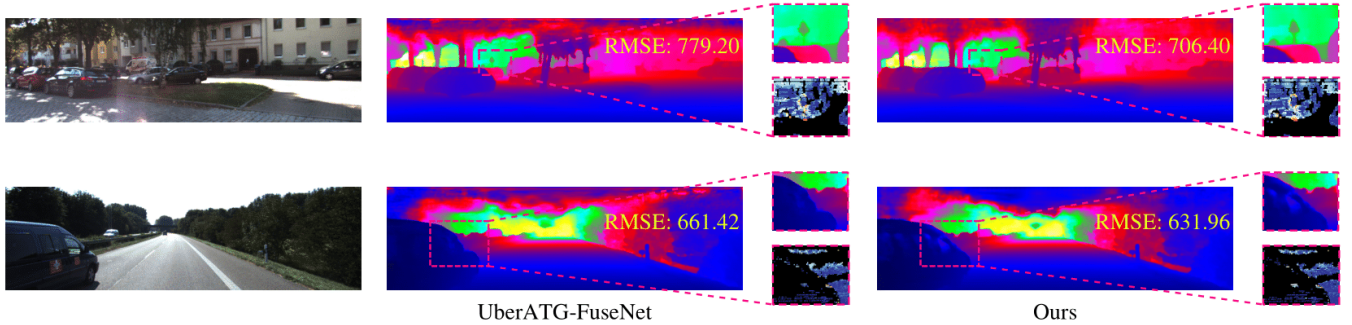 RMSE: 779.20
RMSE: 706.40
RMSE: 661.42
RMSE: 631.96
UberATG-FuseNet
Ours